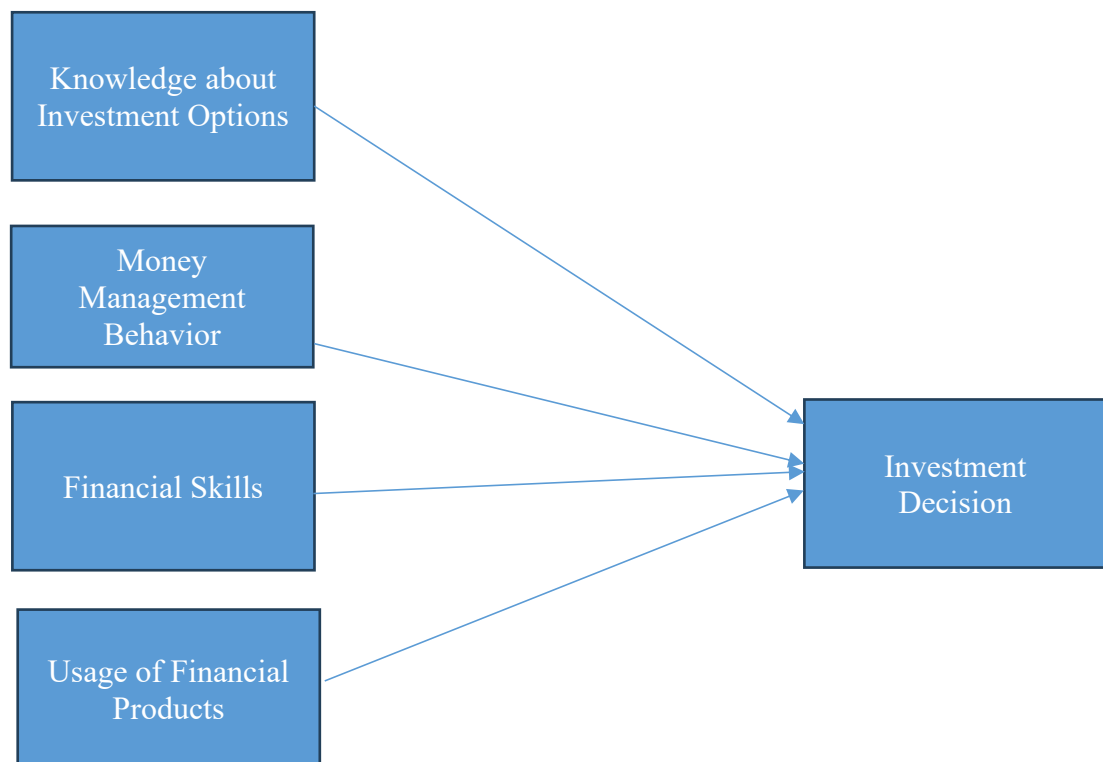 Knowledge about
Investment Options
Money
Management
Behavior
Financial Skills
Investment
Decision
Usage of Financial
Products